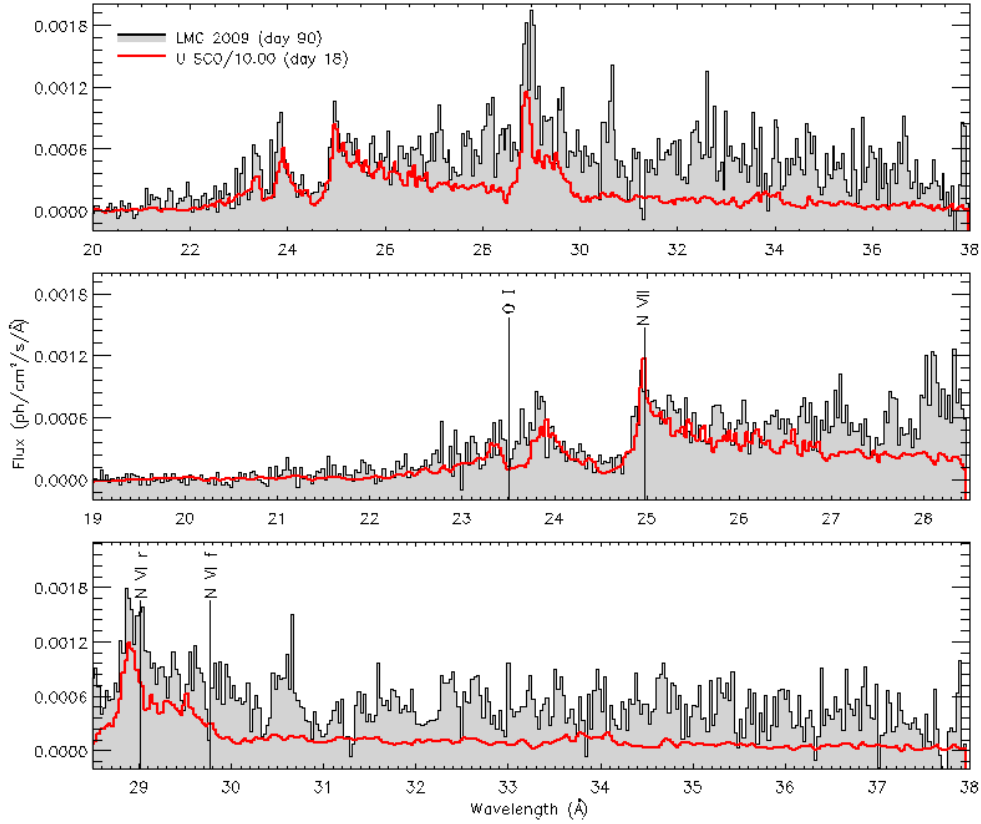 LMC 2009 (day 90)
U SCO/10.00 (day 18)
0.0018
0.0012
0.0006
0.0000
20 22 24 26 28 30 32 34 36 38
O I
N VII
0.0018
0.0012
0.0006
0.0000
19 20 21 22 23 24 25 26 27 28
Flux (ph/cm²/s/Å)
N VI r
N VI f
0.0018
0.0012
0.0006
0.0000
29 30 31 32 33 34 35 36 37 38
Wavelength (Å)